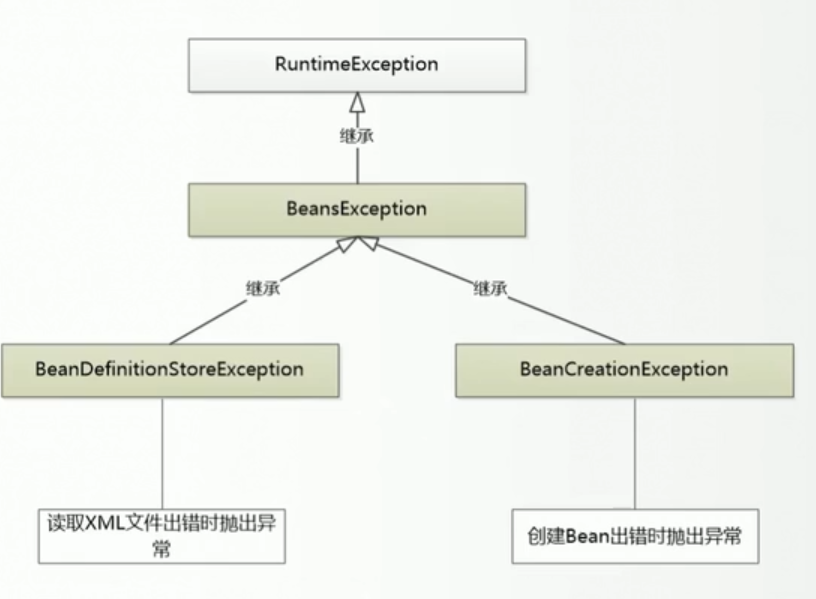 RuntimeException
继承
BeansException
继承
继承
BeanDefinitionStoreException
BeanCreationException
读取XML文件出错时抛出异
常
创建Bean出错时抛出异常